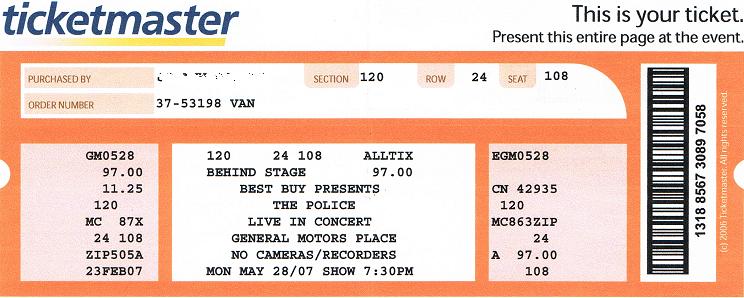 ticketmaster
This is your ticket.
Present this entire page at the event.
PURCHASED BY
SECTION 120 ROW 24 SEAT 108
ORDER NUMBER 37-53198 VAN
GM0528
97.00
11.25
120
MC 87X
24 108
ZIP505A
23FEB07
120 24 108 ALLTIX
BEHIND STAGE 97.00
BEST BUY PRESENTS
THE POLICE
LIVE IN CONCERT
GENERAL MOTORS PLACE
NO CAMERAS/RECORDERS
MON MAY 28/07 SHOW 7:30PM
EGM0528
CN 42935
120
MC863ZIP
24
A 97.00
108
1318 8567 3089 7058
(c) 2006 Ticketmaster. All rights reserved.